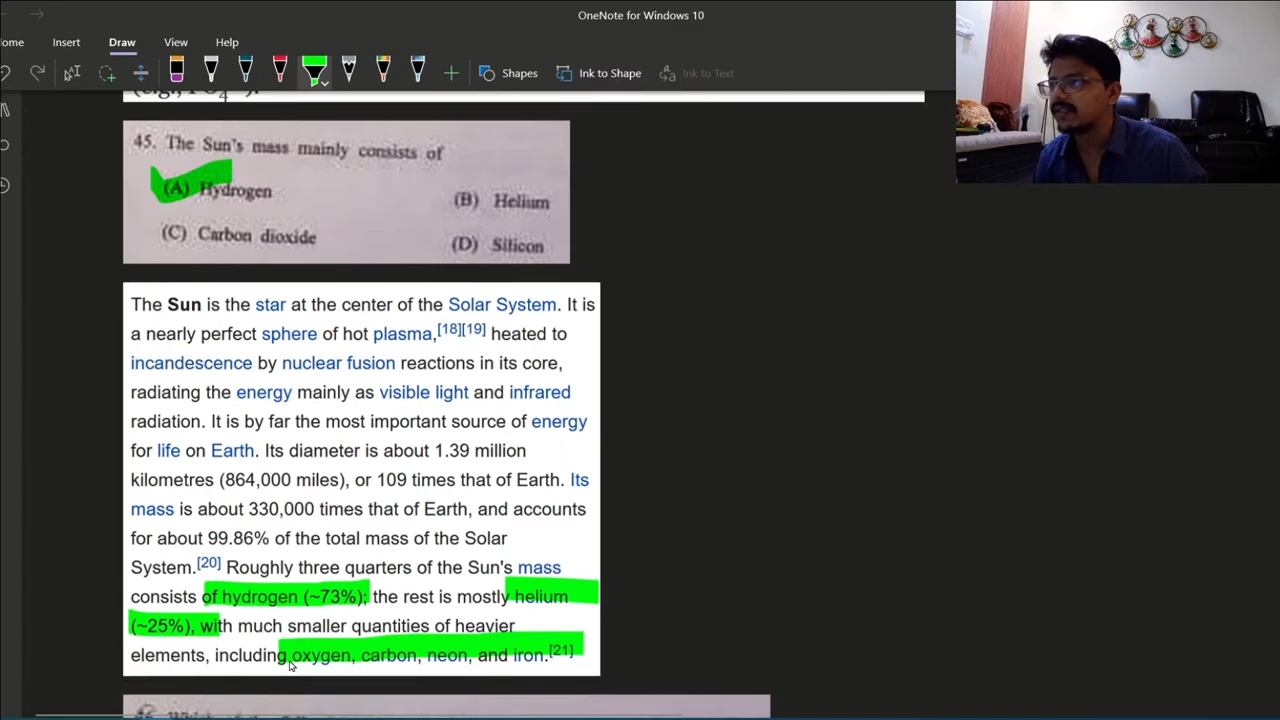 OneNote for Windows 10
ome Insert Draw View Help
Shapes Ink to Shape Ink to Text
45. The Sun's mass mainly consists of
(A) Hydrogen (B) Helium
(C) Carbon dioxide (D) Silicon
The Sun is the star at the center of the Solar System. It is
a nearly perfect sphere of hot plasma,[18][19] heated to
incandescence by nuclear fusion reactions in its core,
radiating the energy mainly as visible light and infrared
radiation. It is by far the most important source of energy
for life on Earth. Its diameter is about 1.39 million
kilometres (864,000 miles), or 109 times that of Earth. Its
mass is about 330,000 times that of Earth, and accounts
for about 99.86% of the total mass of the Solar
System.[20] Roughly three quarters of the Sun's mass
consists of hydrogen (~73%); the rest is mostly helium
(~25%), with much smaller quantities of heavier
elements, including oxygen, carbon, neon, and iron.[21]